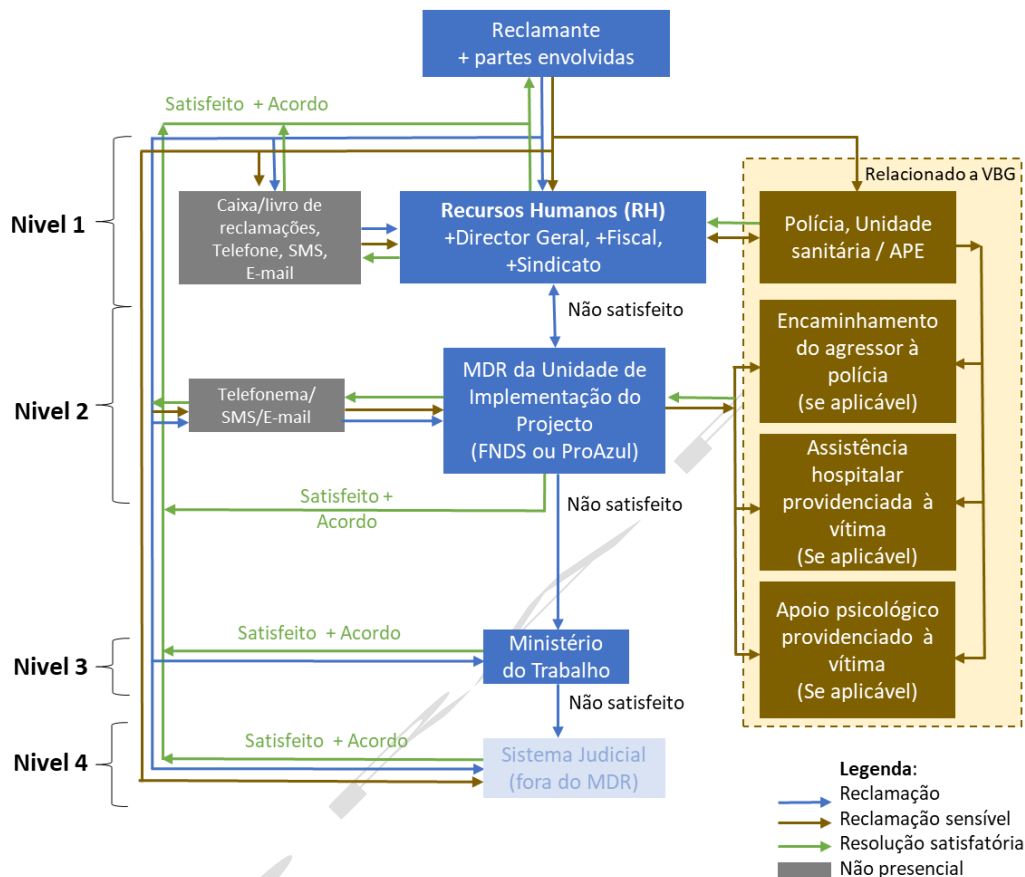 Reclamante
+ partes envolvidas
Satisfeito + Acordo
Relacionado a VBG
Nivel 1
Caixa/livro de
reclamações,
Telefone, SMS,
E-mail
Recursos Humanos (RH)
+Director Geral, +Fiscal,
+Sindicato
Polícia, Unidade
sanitária / APE
Não satisfeito
Encaminhamento
do agressor à
polícia
(se aplicável)
Nivel 2
Telefonema/
SMS/E-mail
MDR da Unidade de
Implementação do
Projecto
(FNDS ou ProAzul)
Assistência
hospitalar
providenciada à
vítima
(Se aplicável)
Satisfeito +
Acordo
Não satisfeito
Apoio psicológico
providenciado à
vítima
(Se aplicável)
Nivel 3
Satisfeito + Acordo
Ministério
do Trabalho
Não satisfeito
Nivel 4
Satisfeito + Acordo
Sistema Judicial
(fora do MDR)
Legenda:
Reclamação
Reclamação sensível
Resolução satisfatória
Não presencial